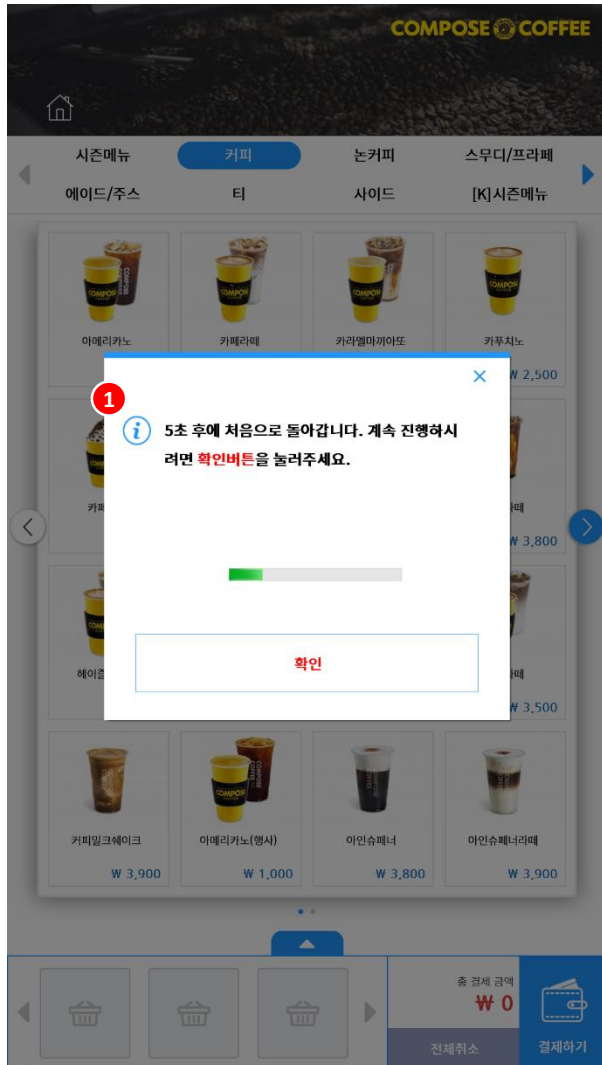 COMPOSE COFFEE
시즌메뉴 커피 논커피 스무디/프라페
에이드/주스 티 사이드 [K]시즌메뉴
아메리카노 카페라떼 카라멜마끼아또 카푸치노
₩ 2,500
1
5초 후에 처음으로 돌아갑니다. 계속 진행하시
려면 확인버튼을 눌러주세요.
₩ 3,800
확인
₩ 3,500
커피밀크쉐이크 아메리카노(행사) 아인슈페너 아인슈페너라떼
₩ 3,900 ₩ 1,000 ₩ 3,800 ₩ 3,900
총 결제 금액
₩ 0
전체취소 결제하기